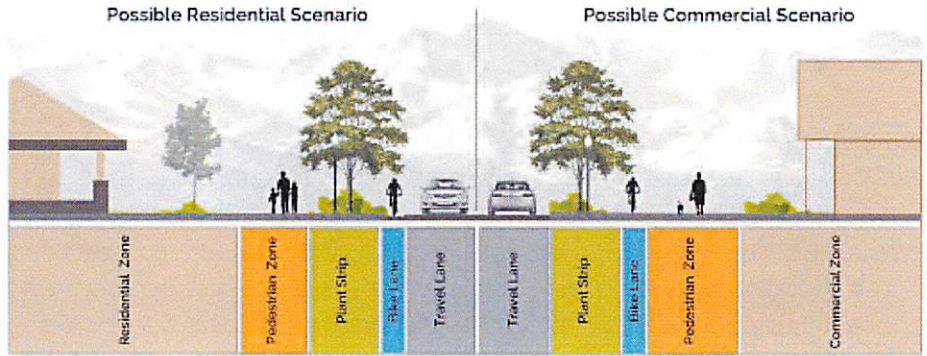 Possible Residential Scenario
Possible Commercial Scenario
Residential Zone
Pedestrian Zone
Plant Strip
Bike Lane
Travel Lane
Travel Lane
Plant Strip
Bike Lane
Pedestrian Zone
Commercial Zone